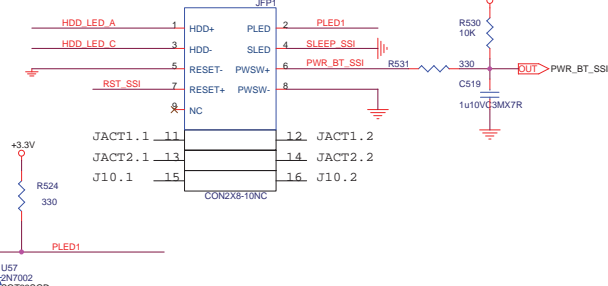 JFP1
HDD_LED_A 1 HDD+ PLED 2 PLED1
HDD_LED_C 3 HDD- SLED 4 SLEEP_SSI
5 RESET- PWSW+ 6 PWR_BT_SSI R531 330 OUT PWR_BT_SSI
RST_SSI 7 RESET+ PWSW- 8
9 NC
R530
10K
C519
1u10VC3MX7R
JACT1.1 11 12 JACT1.2
JACT2.1 13 14 JACT2.2
J10.1 15 16 J10.2
CON2X8-10NC
+3.3V
R524
330
PLED1
U57
2N7002